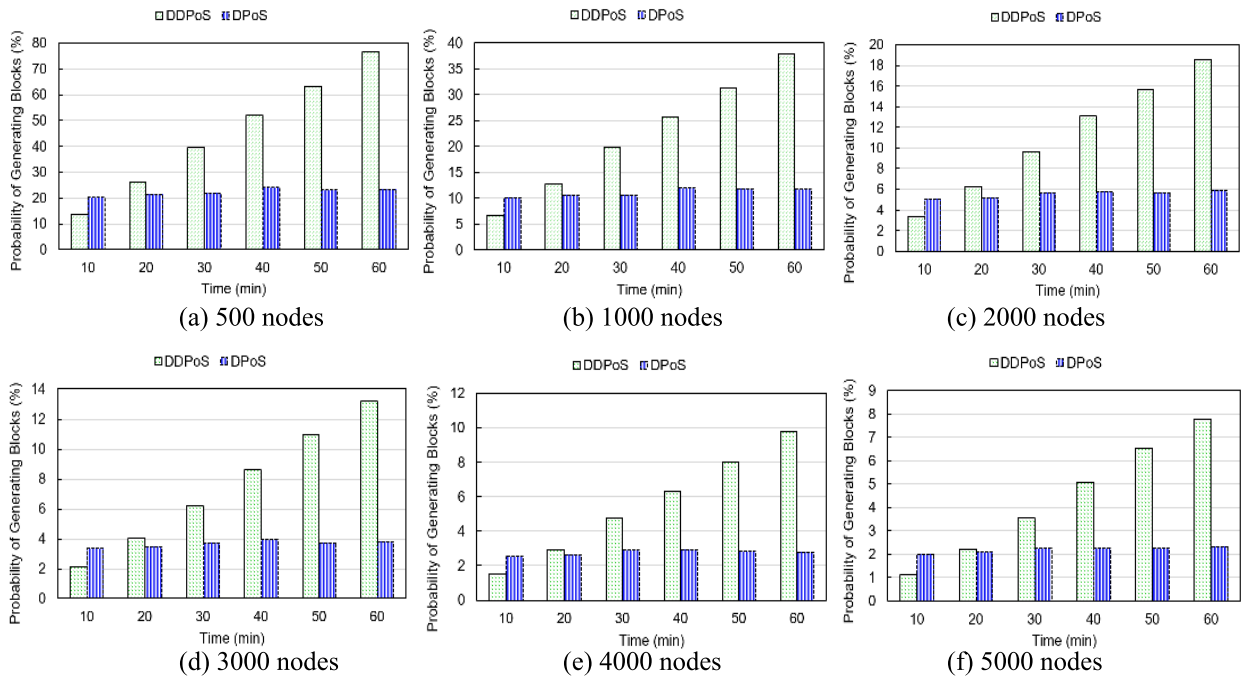 DDPoS DPoS
Probability of Generating Blocks (%)
80
70
60
50
40
30
20
10
0
10 20 30 40 50 60
Time (min)
(a) 500 nodes
DDPoS DPoS
Probability of Generating Blocks (%)
40
35
30
25
20
15
10
5
0
10 20 30 40 50 60
Time (min)
(b) 1000 nodes
DDPoS DPoS
Probability of Generating Blocks (%)
20
18
16
14
12
10
8
6
4
2
0
10 20 30 40 50 60
Time (min)
(c) 2000 nodes
DDPoS DPoS
Probability of Generating Blocks (%)
14
12
10
8
6
4
2
0
10 20 30 40 50 60
Time (min)
(d) 3000 nodes
DDPoS DPoS
Probability of Generating Blocks (%)
12
10
8
6
4
2
0
10 20 30 40 50 60
Time (min)
(e) 4000 nodes
DDPoS DPoS
Probability of Generating Blocks (%)
9
8
7
6
5
4
3
2
1
0
10 20 30 40 50 60
Time (min)
(f) 5000 nodes